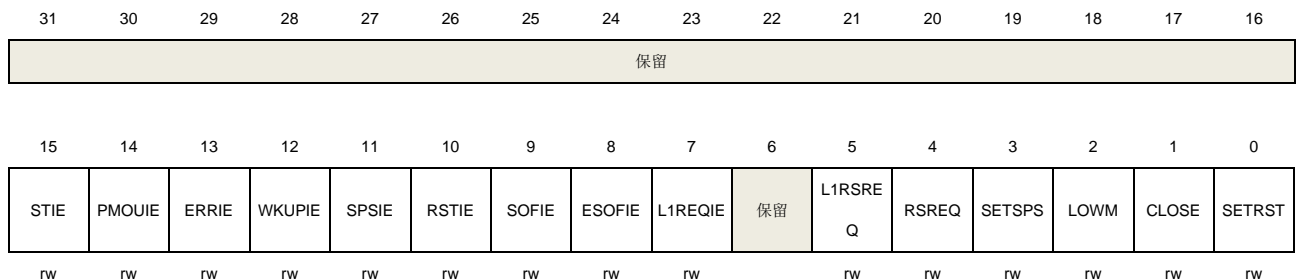 31 30 29 28 27 26 25 24 23 22 21 20 19 18 17 16
保留
15 14 13 12 11 10 9 8 7 6 5 4 3 2 1 0
STIE PMOUIE ERRIE WKUPIE SPSIE RSTIE SOFIE ESOFIE L1REQIE 保留 L1RSRE
Q RSREQ SETSPS LOWM CLOSE SETRST
rw rw rw rw rw rw rw rw rw rw rw rw rw rw rw